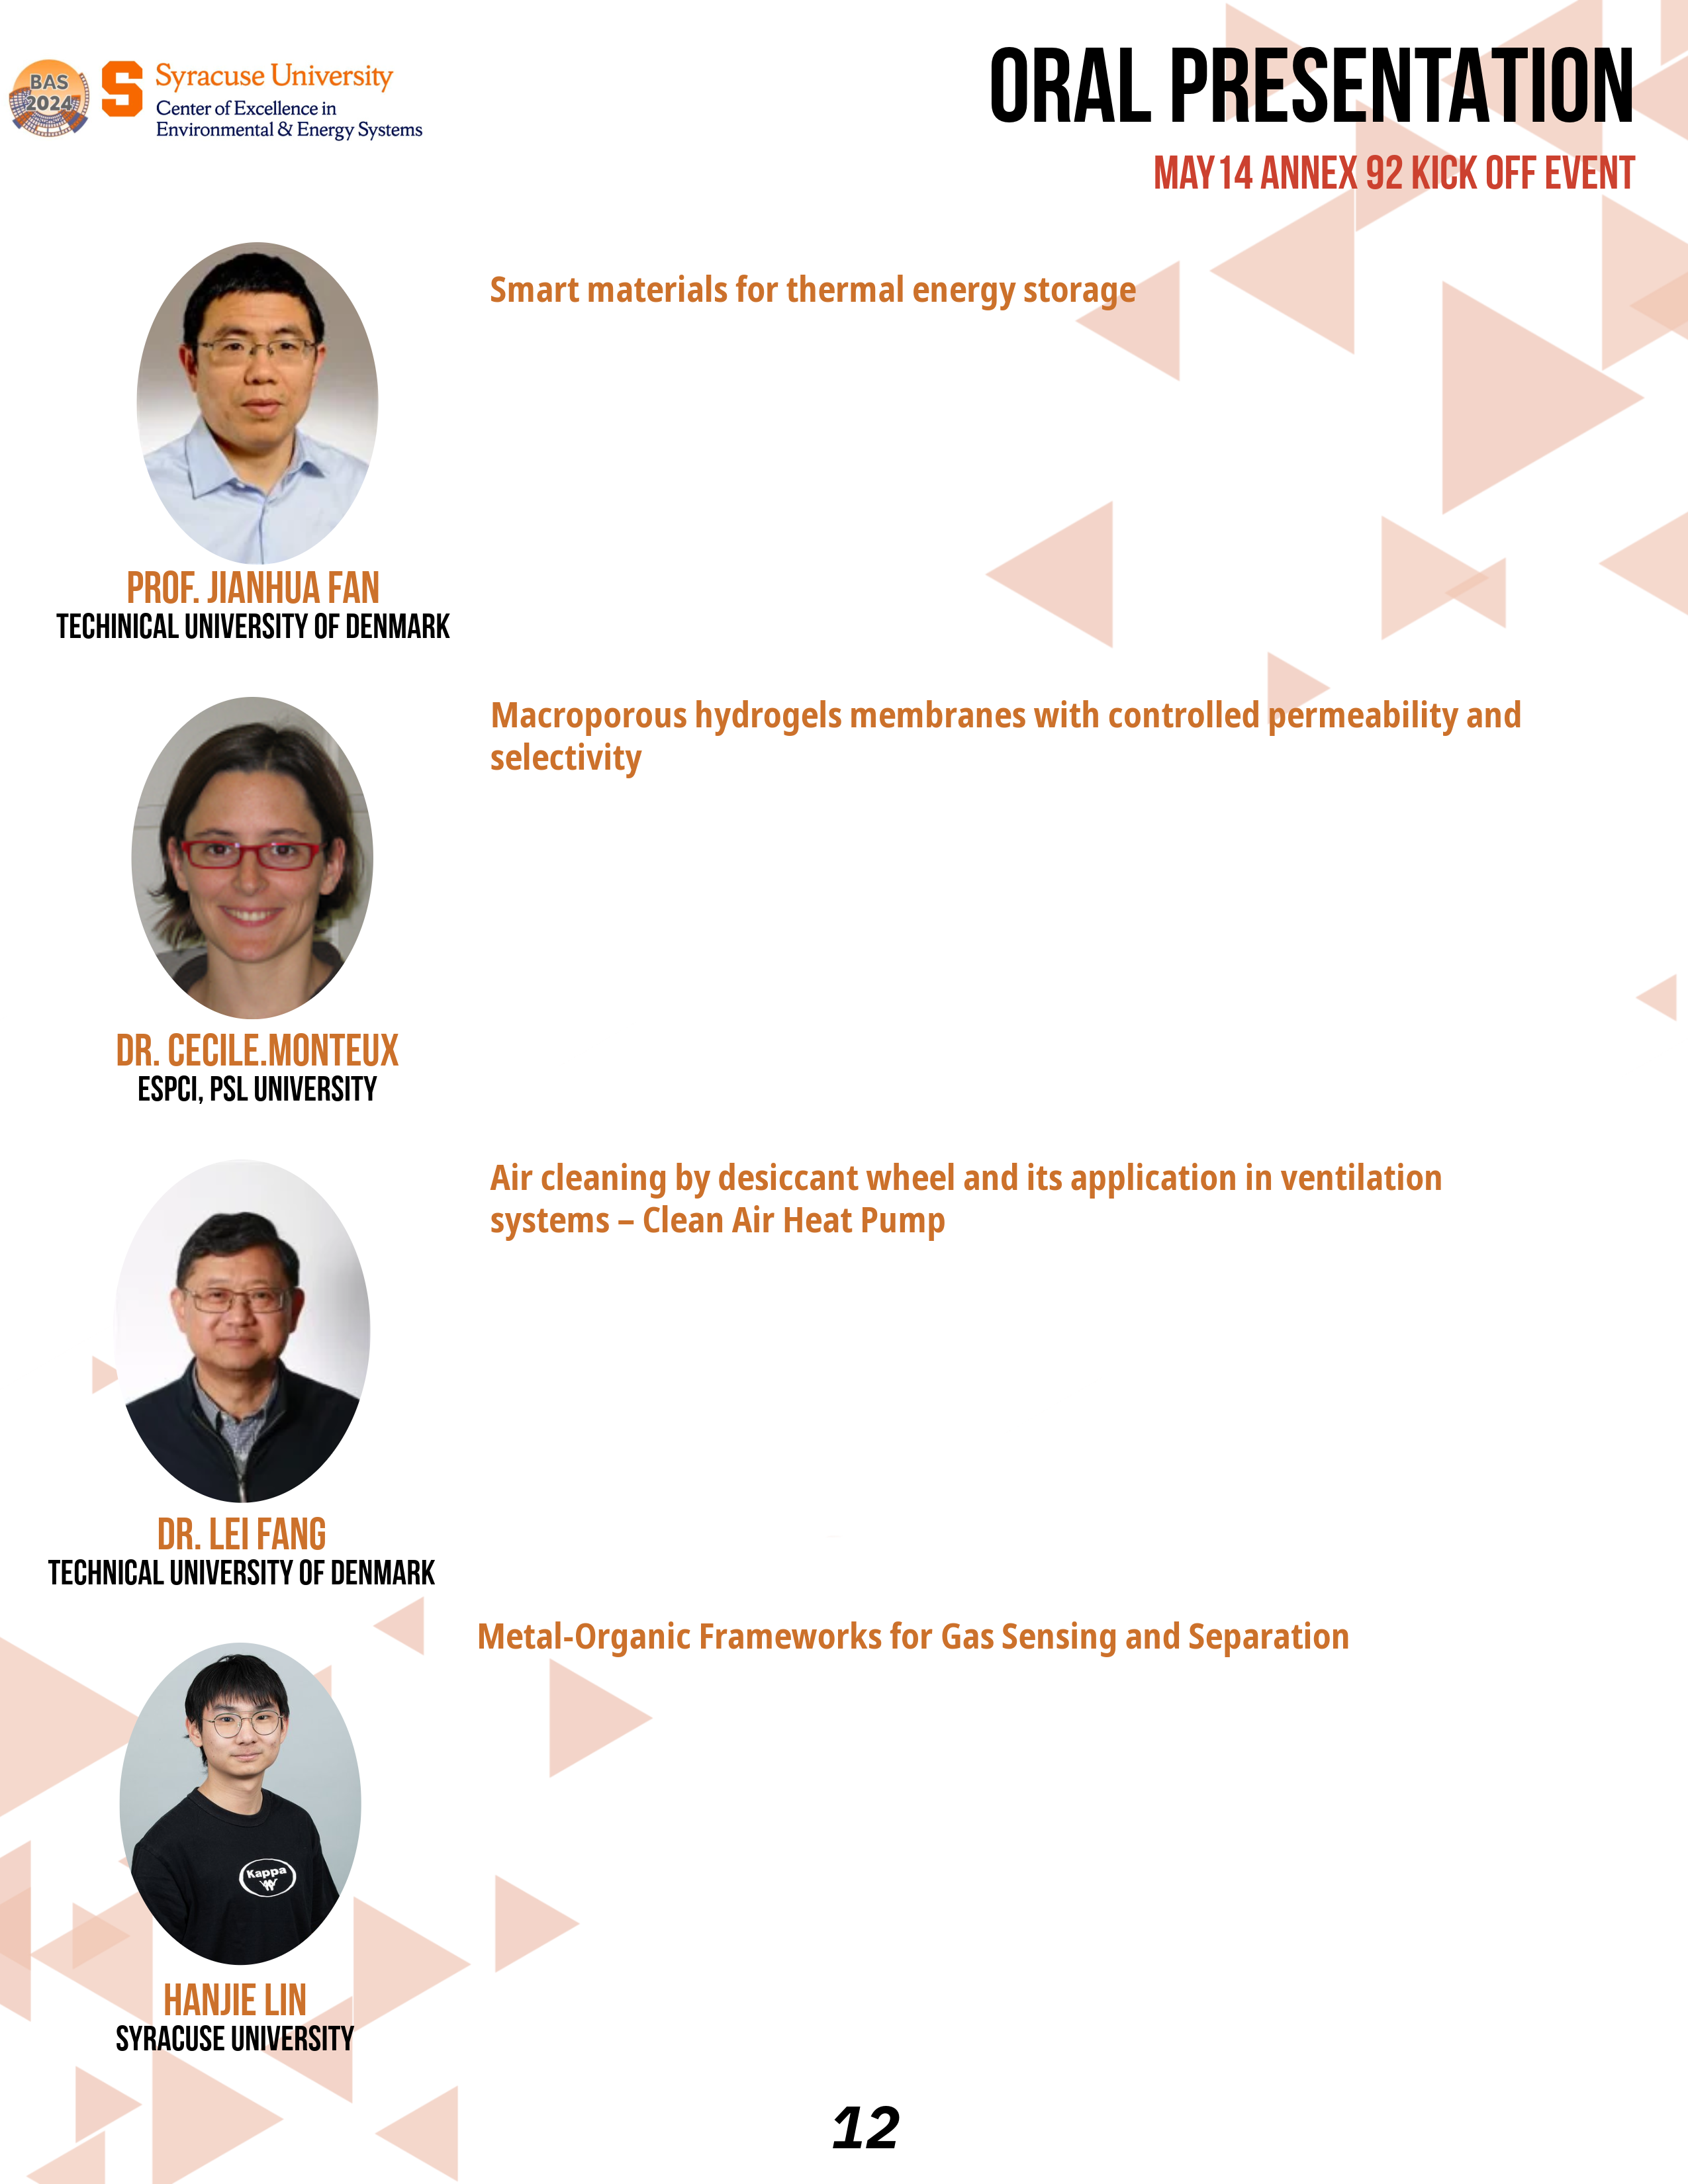 BAS
2024
S
Syracuse University
Center of Excellence in
Environmental & Energy Systems
ORAL PRESENTATION
MAY14 ANNEX 92 KICK OFF EVENT
Smart materials for thermal energy storage
PROF. JIANHUA FAN
TECHINICAL UNIVERSITY OF DENMARK
Macroporous hydrogels membranes with controlled permeability and
selectivity
DR. CECILE.MONTEUX
ESPCI, PSL UNIVERSITY
Air cleaning by desiccant wheel and its application in ventilation
systems – Clean Air Heat Pump
DR. LEI FANG
TECHNICAL UNIVERSITY OF DENMARK
Metal-Organic Frameworks for Gas Sensing and Separation
Kappa
HANJIE LIN
SYRACUSE UNIVERSITY
12